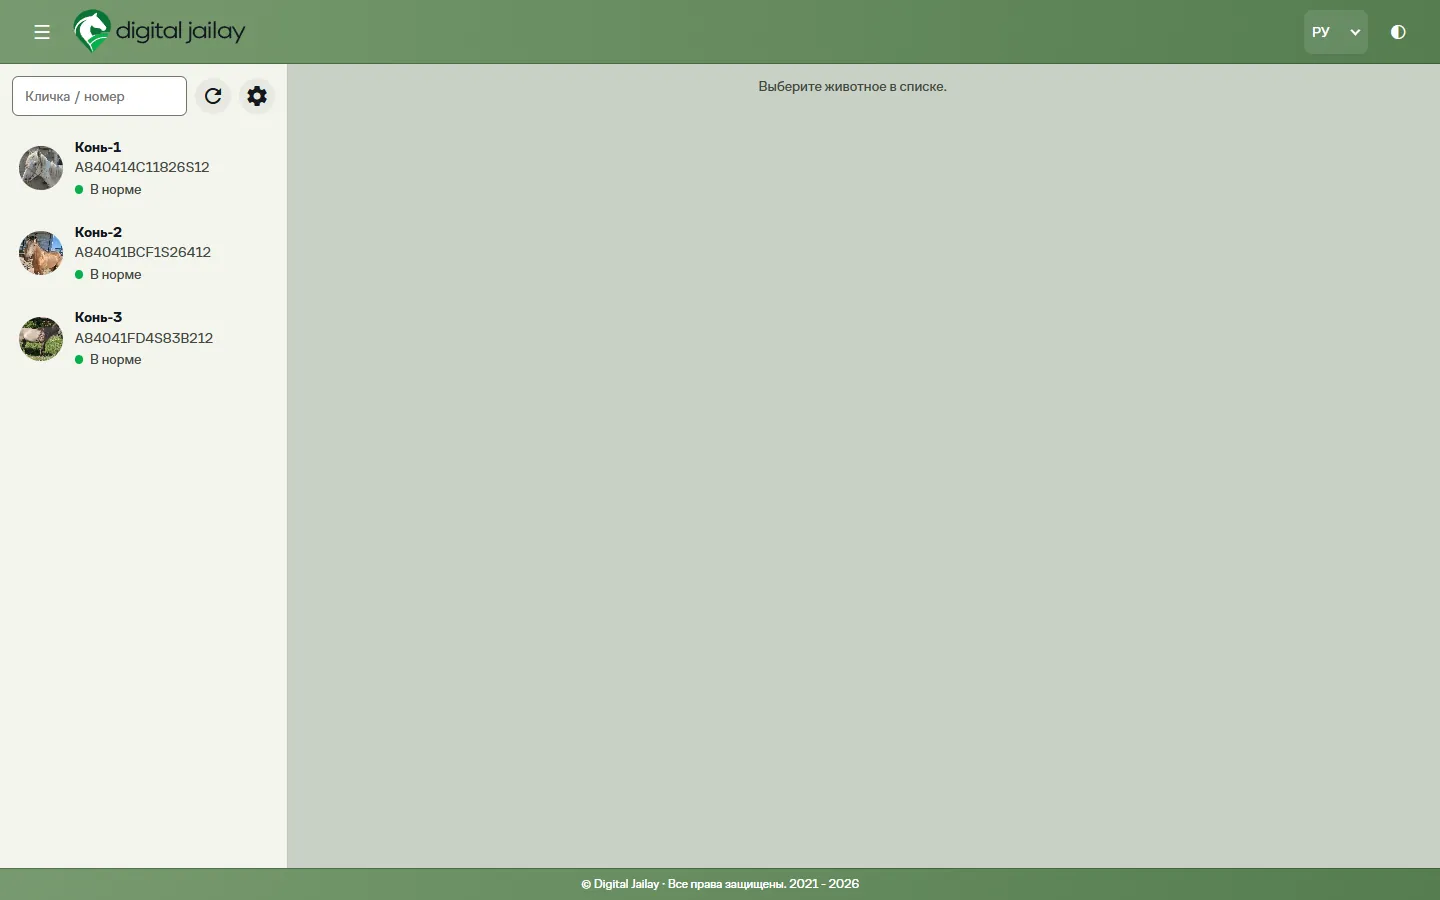 digital jailay
РУ
Кличка / номер
Выберите животное в списке.
Конь-1
A840414C11826S12
В норме
Конь-2
A84041BCF1S26412
В норме
Конь-3
A84041FD4S83B212
В норме
© Digital Jailay · Все права защищены. 2021 - 2026